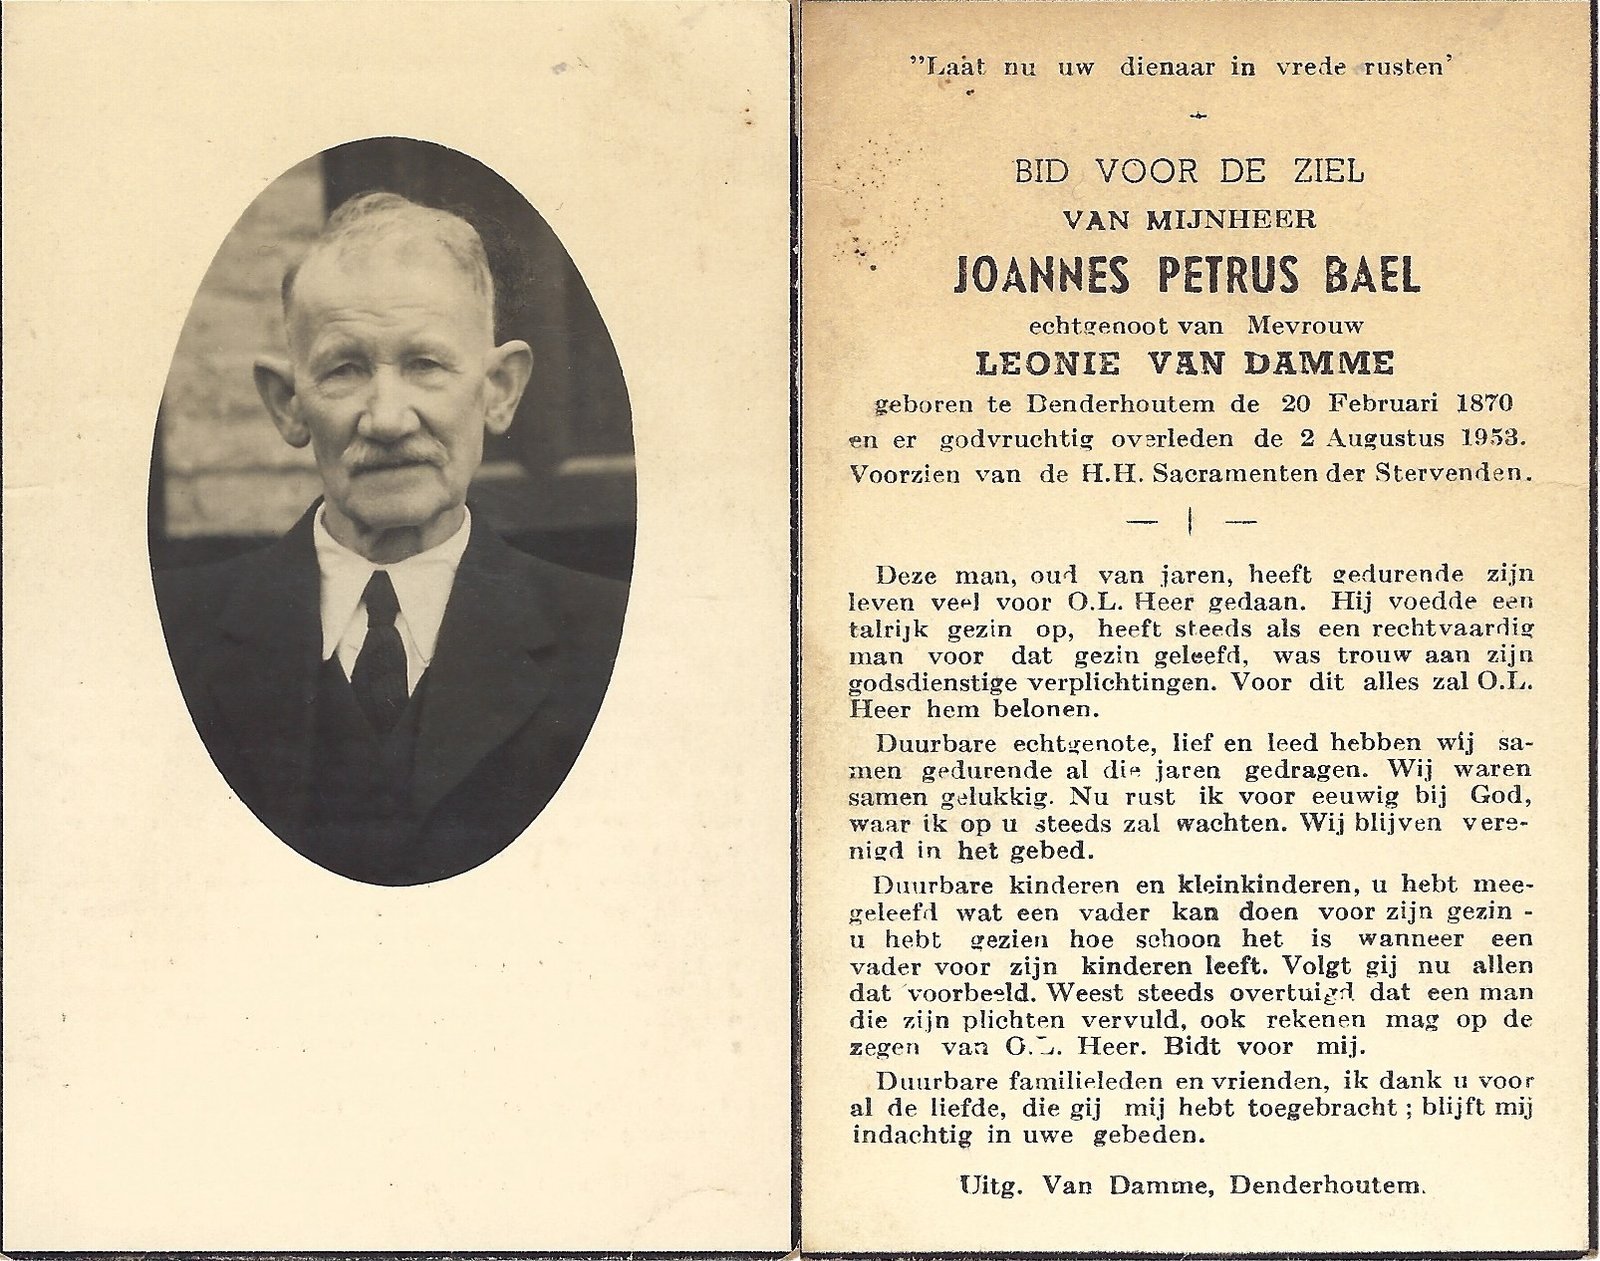 "Laat nu uw dienaar in vrede rusten'
BID VOOR DE ZIEL
VAN MIJNHEER
JOANNES PETRUS BAEL
echtgenoot van Mevrouw
LEONIE VAN DAMME
geboren te Denderhoutem de 20 Februari 1870
en er godvruchtig overleden de 2 Augustus 1953.
Voorzien van de H.H. Sacramenten der Stervenden.
Deze man, oud van jaren, heeft gedurende zijn
leven veel voor O.L. Heer gedaan. Hij voedde een
talrijk gezin op, heeft steeds als een rechtvaardig
man voor dat gezin geleefd, was trouw aan zijn
godsdienstige verplichtingen. Voor dit alles zal O.L.
Heer hem belonen.
Duurbare echtgenote, lief en leed hebben wij sa-
men gedurende al die jaren gedragen. Wij waren
samen gelukkig. Nu rust ik voor eeuwig bij God,
waar ik op u steeds zal wachten. Wij blijven vere-
nigd in het gebed.
Duurbare kinderen en kleinkinderen, u hebt mee-
geleefd wat een vader kan doen voor zijn gezin -
u hebt gezien hoe schoon het is wanneer een
vader voor zijn kinderen leeft. Volgt gij nu allen
dat voorbeeld. Weest steeds overtuigd dat een man
die zijn plichten vervuld, ook rekenen mag op de
zegen van O.L. Heer. Bidt voor mij.
Duurbare familieleden en vrienden, ik dank u voor
al de liefde, die gij mij hebt toegebracht ; blijft mij
indachtig in uwe gebeden.
Uitg. Van Damme, Denderhoutem.